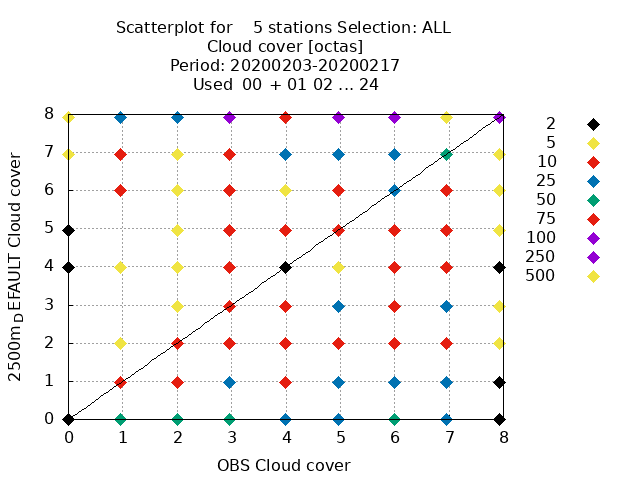 Scatterplot for 5 stations Selection: ALL
Cloud cover [octas]
Period: 20200203-20200217
Used 00 + 01 02 ... 24
8
7
6
5
4
3
2
1
0
2500m_DEFAULT Cloud cover
0 1 2 3 4 5 6 7 8
OBS Cloud cover
2
5
10
25
50
75
100
250
500